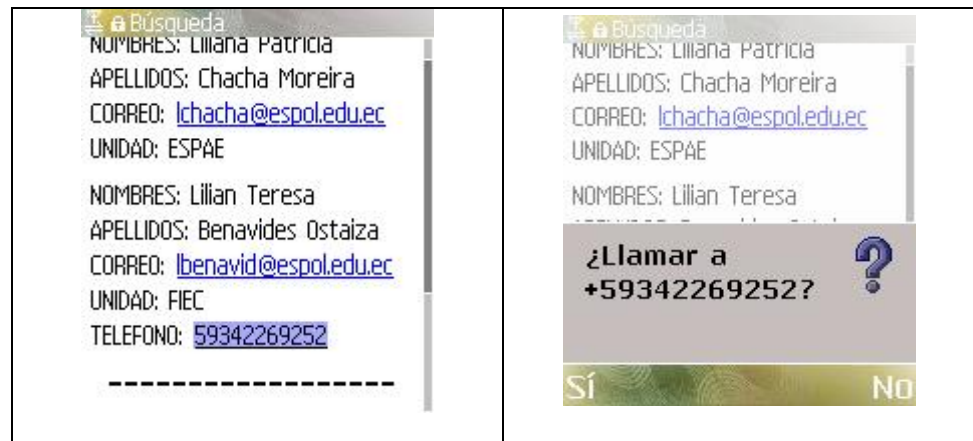 Búsqueda
NOMBRES: Liliana Patricia
APELLIDOS: Chacha Moreira
CORREO: lchacha@espol.edu.ec
UNIDAD: ESPAE
NOMBRES: Lilian Teresa
APELLIDOS: Benavides Ostaiza
CORREO: lbenavid@espol.edu.ec
UNIDAD: FIEC
TELEFONO: 59342269252
------------------
Búsqueda
NOMBRES: Liliana Patricia
APELLIDOS: Chacha Moreira
CORREO: lchacha@espol.edu.ec
UNIDAD: ESPAE
NOMBRES: Lilian Teresa
¿Llamar a
+59342269252?
Sí No